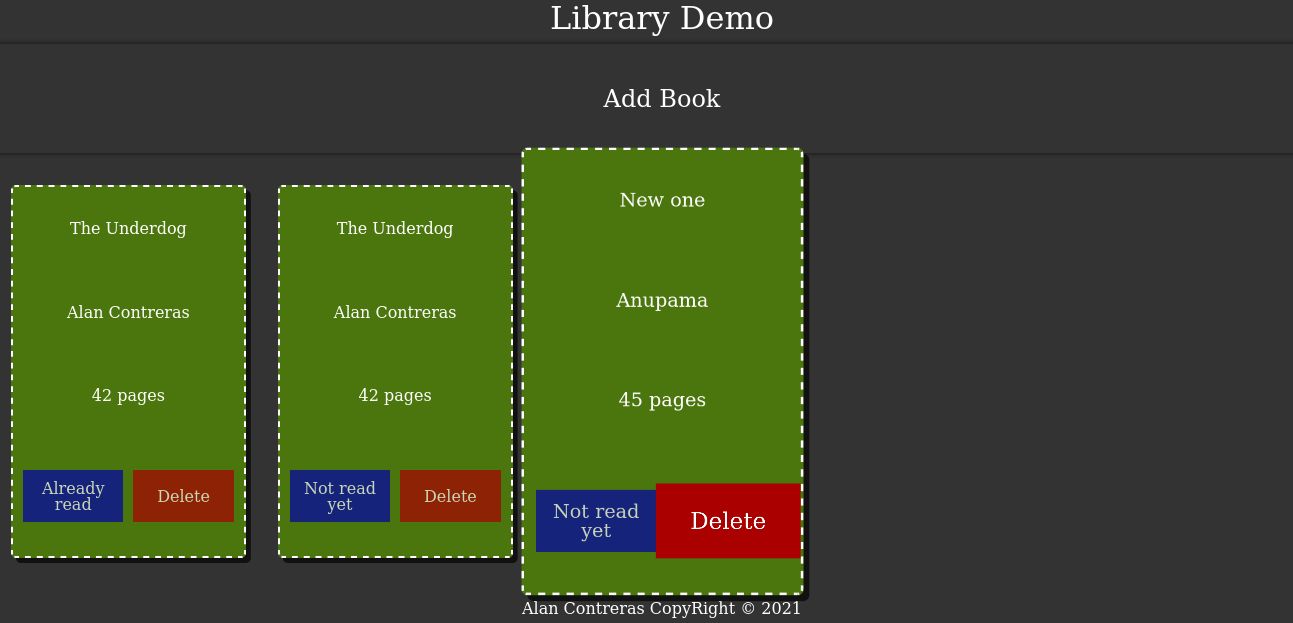 Library Demo
Add Book
The Underdog
Alan Contreras
42 pages
Already
read
Delete
The Underdog
Alan Contreras
42 pages
Not read
yet
Delete
New one
Anupama
45 pages
Not read
yet
Delete
Alan Contreras CopyRight © 2021